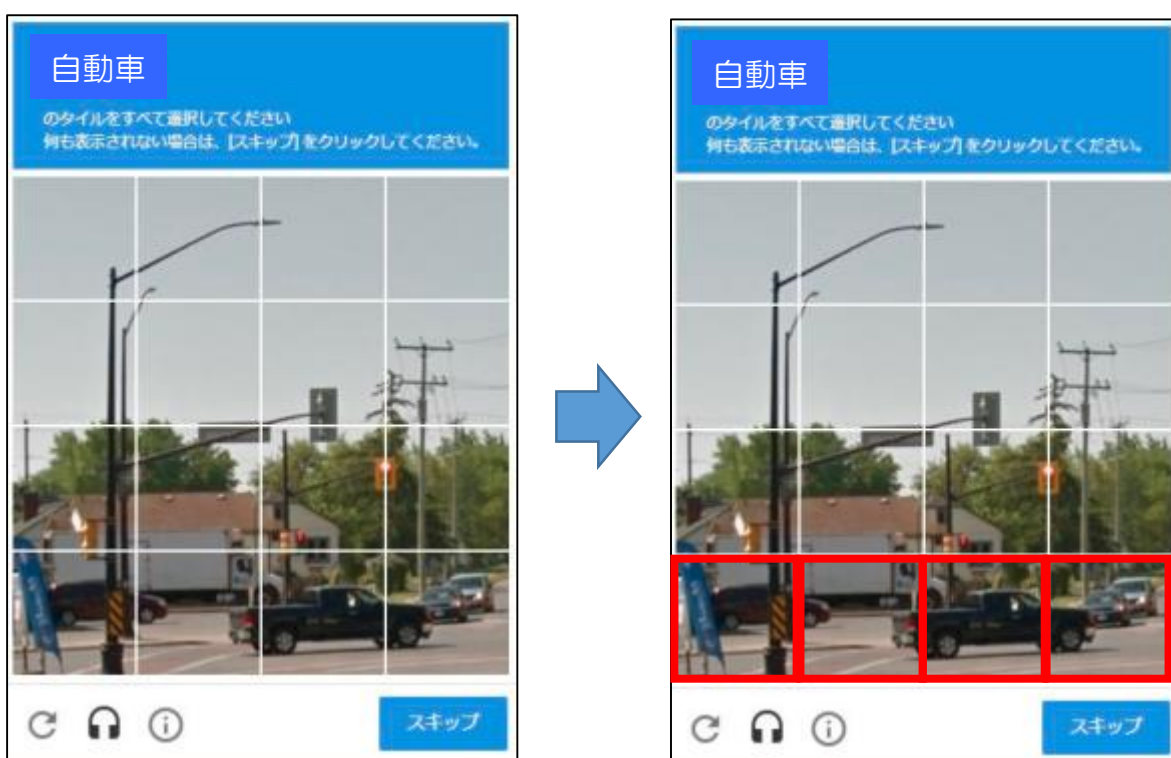 自動車
のタイルをすべて選択してください
何も表示されない場合は、[スキップ] をクリックしてください。
スキップ
自動車
のタイルをすべて選択してください
何も表示されない場合は、[スキップ] をクリックしてください。
スキップ